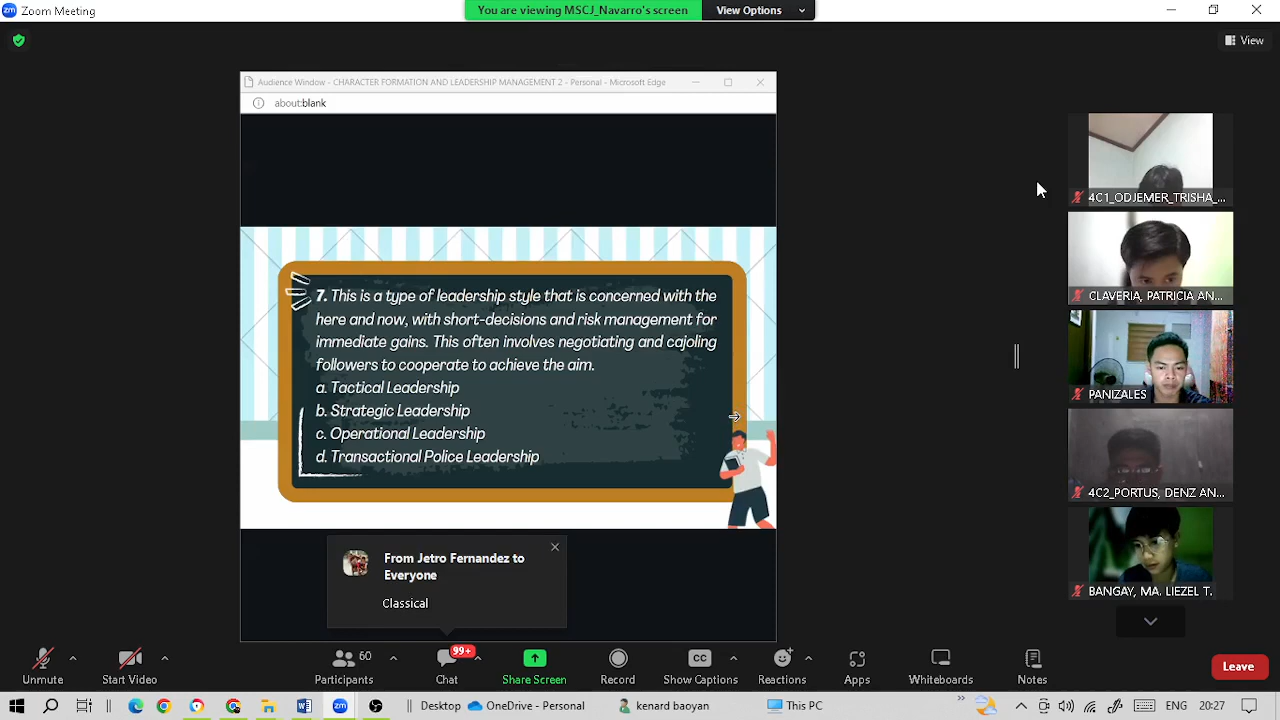 Zoom Meeting
You are viewing MSCJ_Navarro's screen
View Options
View
Audience Window - CHARACTER FORMATION AND LEADERSHIP MANAGEMENT 2 - Personal - Microsoft Edge
about:blank
7. This is a type of leadership style that is concerned with the
here and now, with short-decisions and risk management for
immediate gains. This often involves negotiating and cajoling
followers to cooperate to achieve the aim.
a. Tactical Leadership
b. Strategic Leadership
c. Operational Leadership
d. Transactional Police Leadership
4C1_ODJEMER_TRISHA_...
CLAVERIA, PATRICIA AN...
PANIZALES
4C2_PORTUS, DENZ AN...
BANGAY, MA. LIEZEL T.
From Jetro Fernandez to
Everyone
Classical
Unmute
Start Video
60
Participants
99+
Chat
Share Screen
Record
CC
Show Captions
Reactions
Apps
Whiteboards
Notes
Leave
Desktop
OneDrive - Personal
kenard baoyan
This PC
ENG
20:27